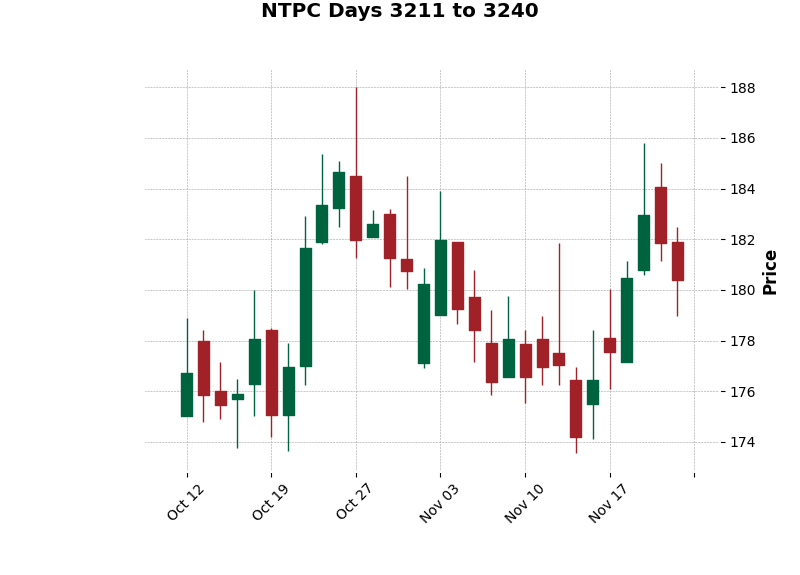 NTPC Days 3211 to 3240
188
186
184
182
180
178
176
174
Price
Oct 12
Oct 19
Oct 27
Nov 03
Nov 10
Nov 17